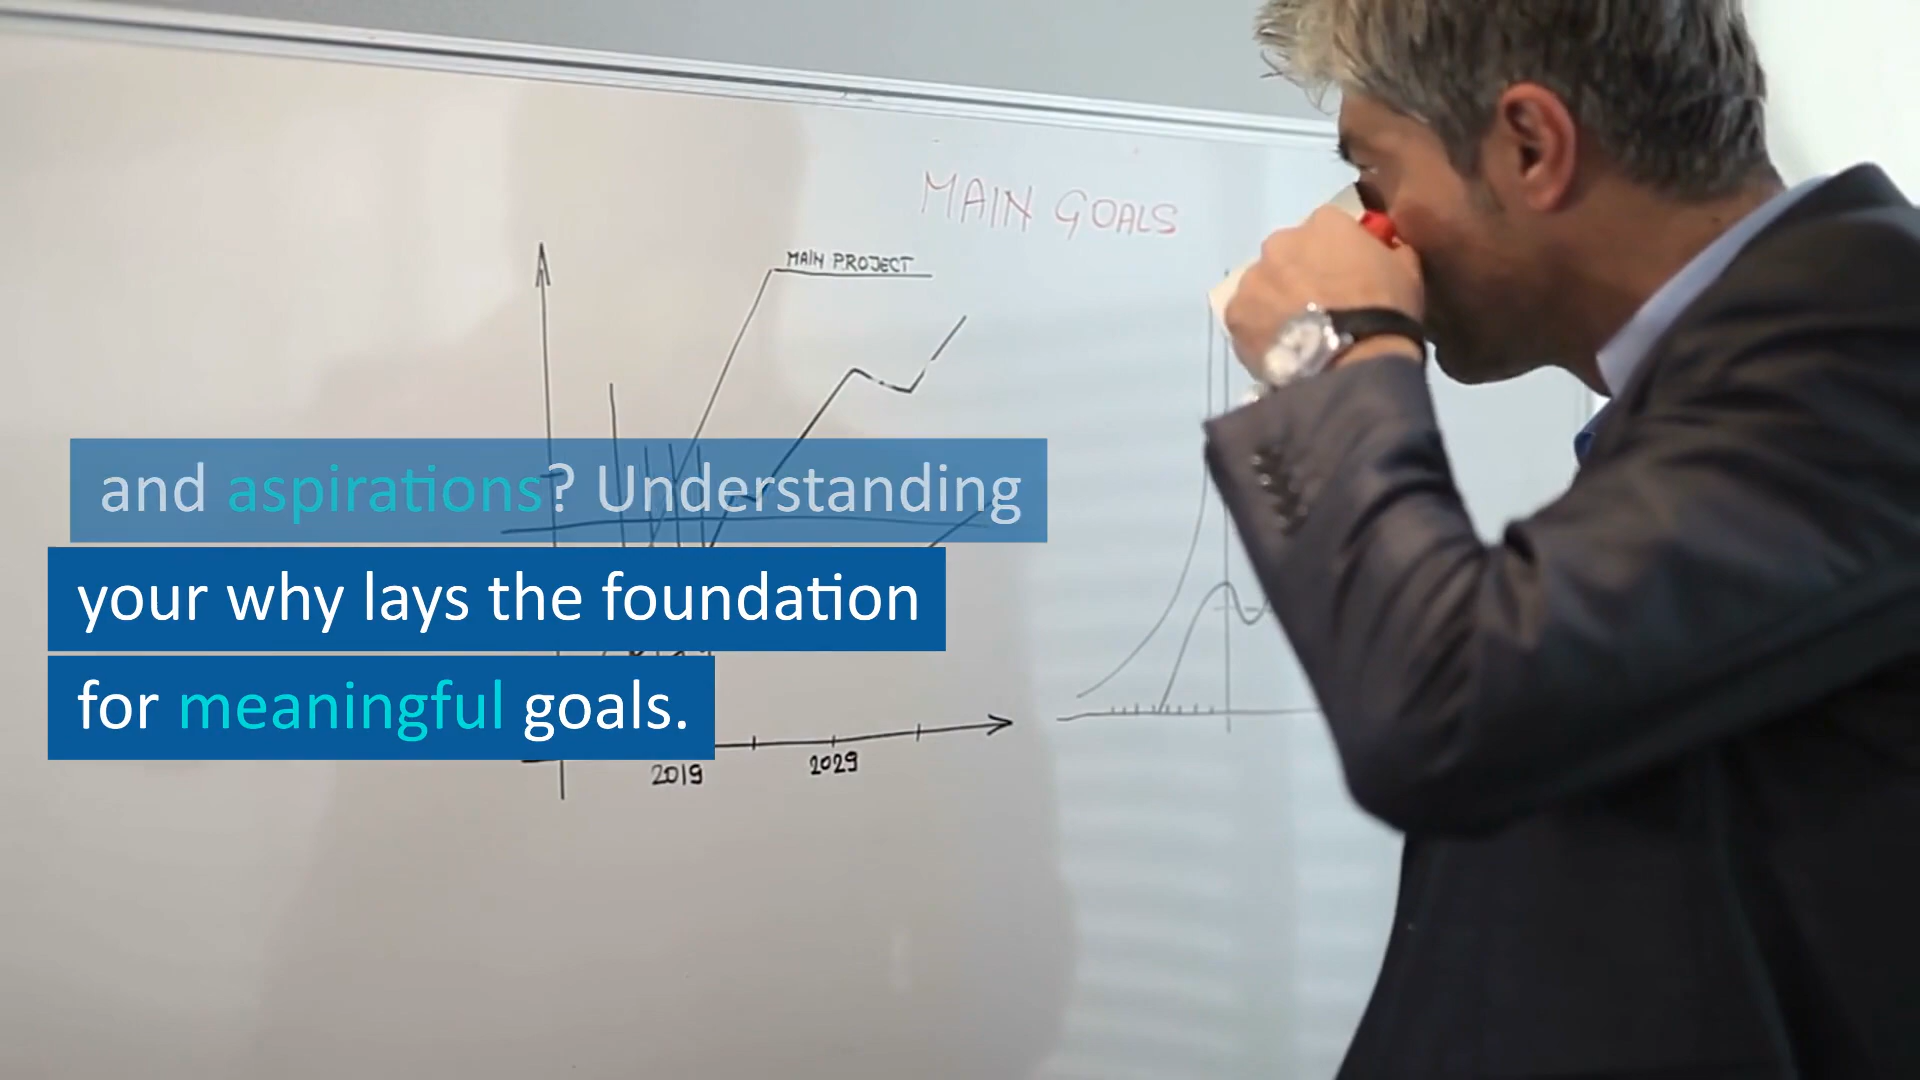 MAIN GOALS
MAIN PROJECT
and aspirations? Understanding
your why lays the foundation
for meaningful goals.
2019
2029